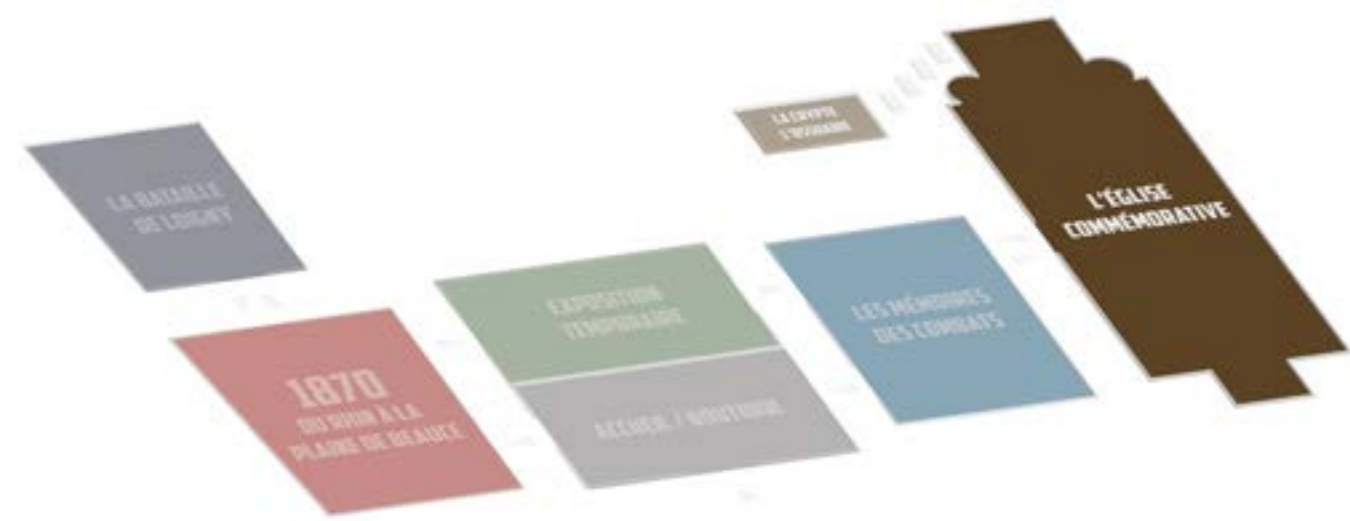 LA BATAILLE
DE LOIGNY
1870
DU RHIN À LA
PLAINE DE BEAUCE
EXPOSITION
TEMPORAIRE
ACCUEIL / BOUTIQUE
LES MÉMOIRES
DES COMBATS
LA CRYPTE
L'OSSUAIRE
L'ÉGLISE
COMMÉMORATIVE